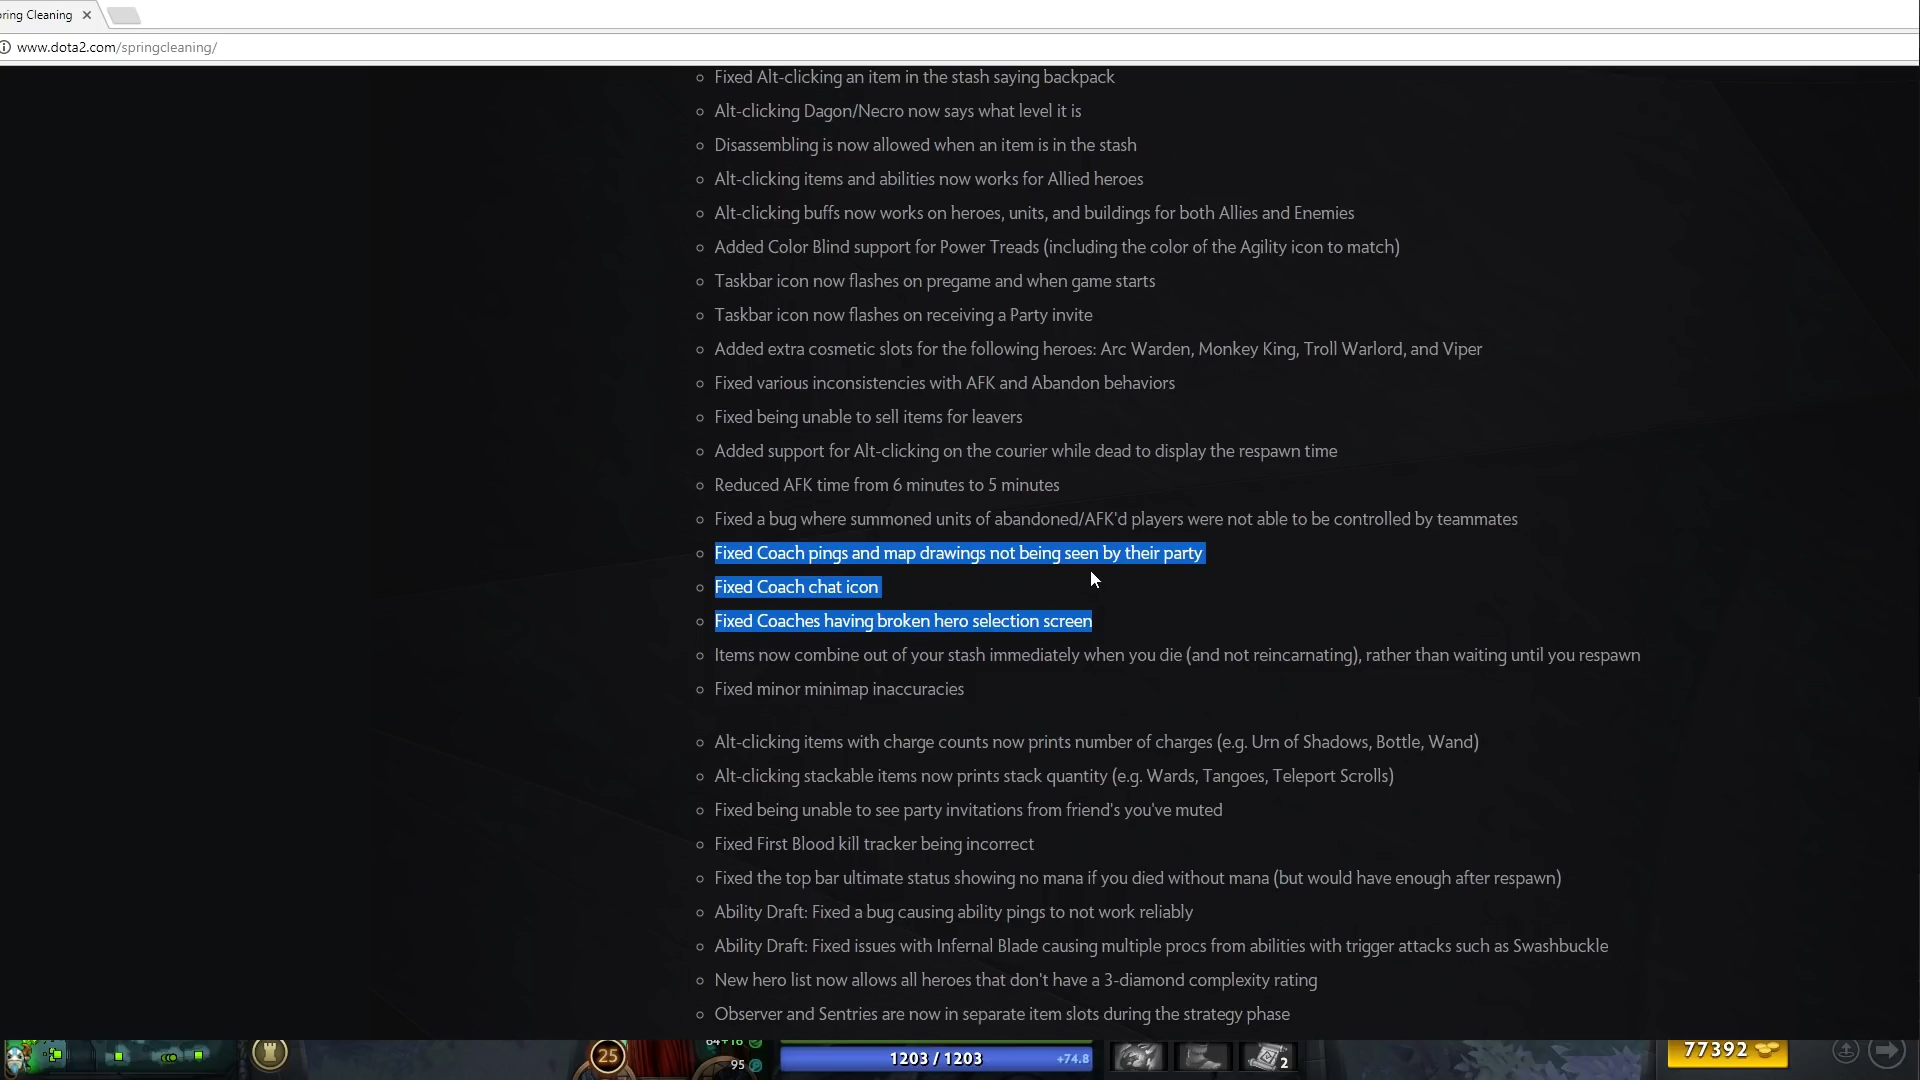 ring Cleaning
www.dota2.com/springcleaning/
Fixed Alt-clicking an item in the stash saying backpack
Alt-clicking Dagon/Necro now says what level it is
Disassembling is now allowed when an item is in the stash
Alt-clicking items and abilities now works for Allied heroes
Alt-clicking buffs now works on heroes, units, and buildings for both Allies and Enemies
Added Color Blind support for Power Treads (including the color of the Agility icon to match)
Taskbar icon now flashes on pregame and when game starts
Taskbar icon now flashes on receiving a Party invite
Added extra cosmetic slots for the following heroes: Arc Warden, Monkey King, Troll Warlord, and Viper
Fixed various inconsistencies with AFK and Abandon behaviors
Fixed being unable to sell items for leavers
Added support for Alt-clicking on the courier while dead to display the respawn time
Reduced AFK time from 6 minutes to 5 minutes
Fixed a bug where summoned units of abandoned/AFK'd players were not able to be controlled by teammates
Fixed Coach pings and map drawings not being seen by their party
Fixed Coach chat icon
Fixed Coaches having broken hero selection screen
Items now combine out of your stash immediately when you die (and not reincarnating), rather than waiting until you respawn
Fixed minor minimap inaccuracies
Alt-clicking items with charge counts now prints number of charges (e.g. Urn of Shadows, Bottle, Wand)
Alt-clicking stackable items now prints stack quantity (e.g. Wards, Tangoes, Teleport Scrolls)
Fixed being unable to see party invitations from friend's you've muted
Fixed First Blood kill tracker being incorrect
Fixed the top bar ultimate status showing no mana if you died without mana (but would have enough after respawn)
Ability Draft: Fixed a bug causing ability pings to not work reliably
Ability Draft: Fixed issues with Infernal Blade causing multiple procs from abilities with trigger attacks such as Swashbuckle
New hero list now allows all heroes that don't have a 3-diamond complexity rating
Observer and Sentries are now in separate item slots during the strategy phase
25
95
1203 / 1203
+74.8
2
77392